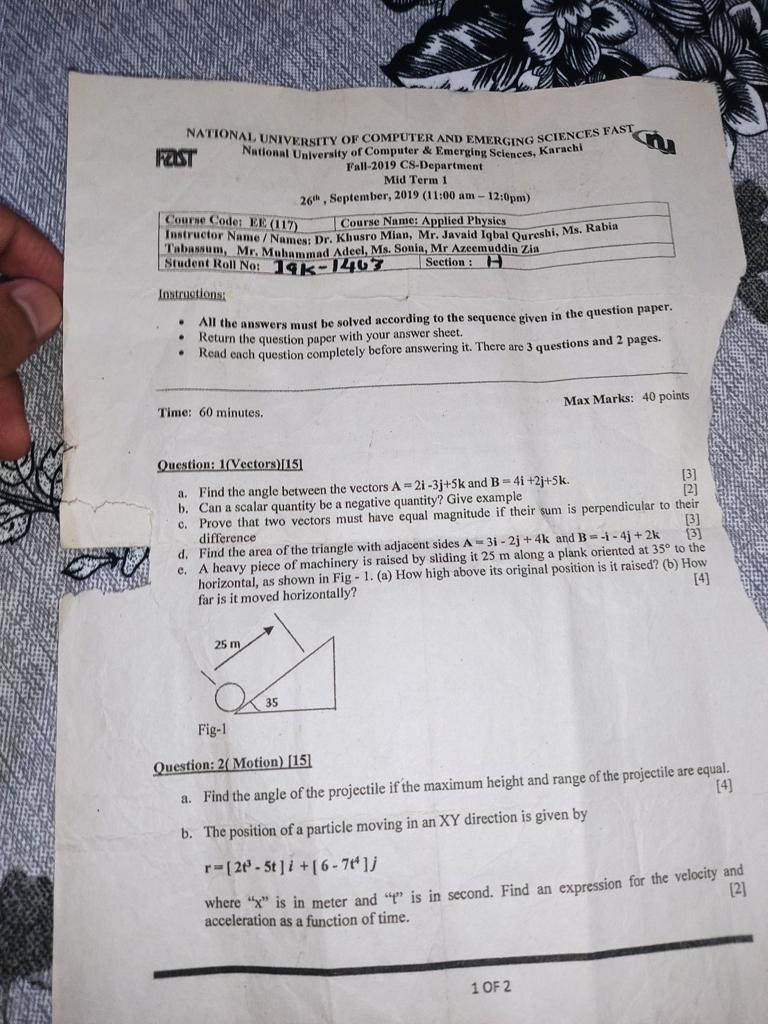 NATIONAL UNIVERSITY OF COMPUTER AND EMERGING SCIENCES FAST
FAST
nu
National University of Computer & Emerging Sciences, Karachi
Fall-2019 CS-Department
Mid Term 1
26th , September, 2019 (11:00 am – 12:0pm)
Course Code: EE (117) Course Name: Applied Physics
Instructor Name / Names: Dr. Khusro Mian, Mr. Javaid Iqbal Qureshi, Ms. Rabia
Tabassum, Mr. Muhammad Adeel, Ms. Sonia, Mr Azeemuddin Zia
Student Roll No: 19k-1463 Section : H
Instructions:
• All the answers must be solved according to the sequence given in the question paper.
• Return the question paper with your answer sheet.
• Read each question completely before answering it. There are 3 questions and 2 pages.
Time: 60 minutes. Max Marks: 40 points
Question: 1(Vectors)[15]
a. Find the angle between the vectors A = 2i -3j+5k and B = 4i +2j+5k. [3]
b. Can a scalar quantity be a negative quantity? Give example [2]
c. Prove that two vectors must have equal magnitude if their sum is perpendicular to their
difference [3]
d. Find the area of the triangle with adjacent sides A = 3i - 2j + 4k and B = -i - 4j + 2k [3]
e. A heavy piece of machinery is raised by sliding it 25 m along a plank oriented at 35° to the
horizontal, as shown in Fig - 1. (a) How high above its original position is it raised? (b) How
far is it moved horizontally? [4]
25 m
35
Fig-1
Question: 2( Motion) [15]
a. Find the angle of the projectile if the maximum height and range of the projectile are equal.
[4]
b. The position of a particle moving in an XY direction is given by
r = [ 2t³ - 5t ] i + [ 6 - 7t⁴ ] j
where "x" is in meter and "t" is in second. Find an expression for the velocity and
acceleration as a function of time. [2]
1 OF 2